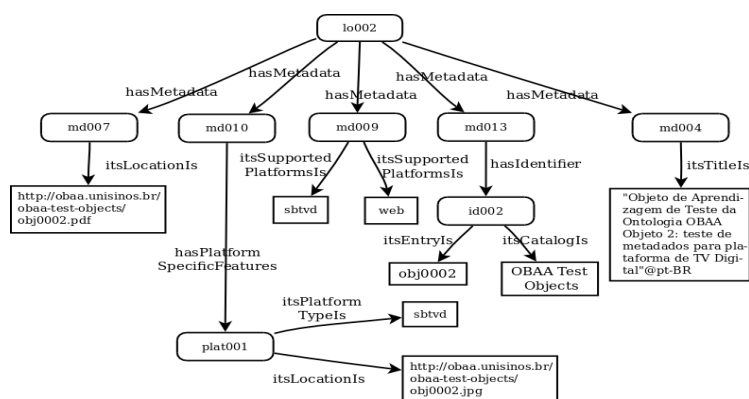 lo002
hasMetadata
hasMetadata
hasMetadata
hasMetadata
hasMetadata
md007
md010
md009
md013
md004
itsLocationIs
itsSupported
PlatformsIs
itsSupported
PlatformsIs
hasIdentifier
itsTitleIs
http://obaa.unisinos.br/
obaa-test-objects/
obj0002.pdf
sbtvd
web
id002
"Objeto de Aprendi-
zagem de Teste da
Ontologia OBAA
Objeto 2: teste de
metadados para pla-
taforma de TV Digi-
tal"@pt-BR
hasPlatform
SpecificFeatures
itsEntryIs
itsCatalogIs
obj0002
OBAA Test
Objects
itsPlatform
TypeIs
sbtvd
plat001
itsLocationIs
http://obaa.unisinos.br/
obaa-test-objects/
obj0002.jpg